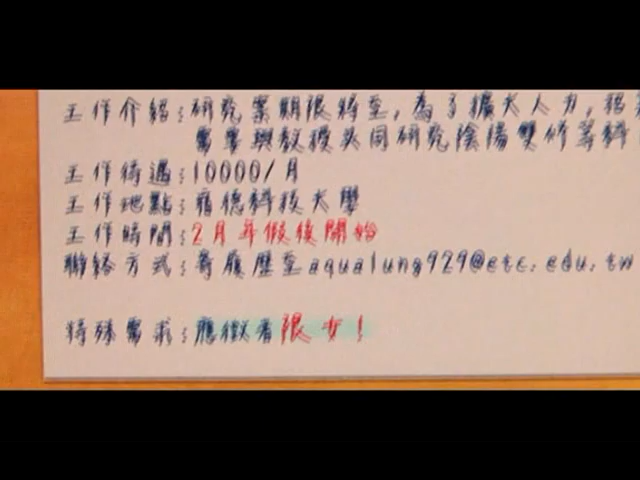 工作介紹:研究案期限將至,為了擴大人力,招
需要與教授共同研究陰陽雙修等
工作待遇:10000/月
工作地點:宿德科技大學
工作時間:2月年假後開始
聯絡方式:寄履歷至aqualung929@etc.edu.tw
特殊需求:應徵者限女!